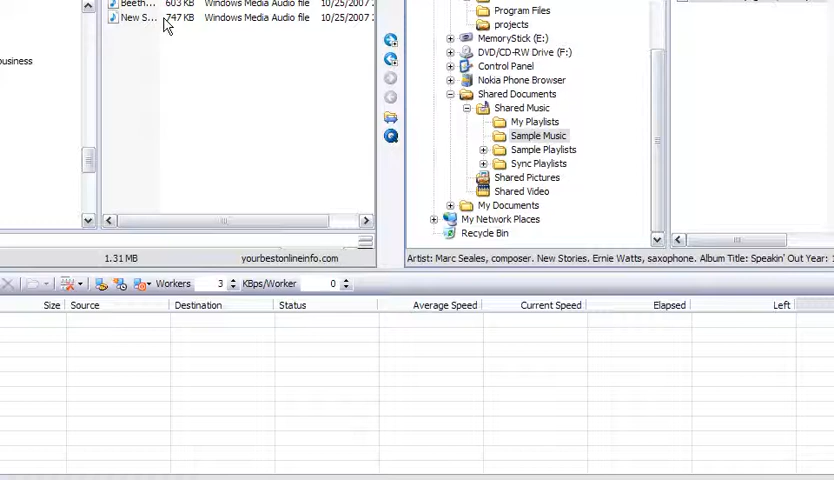 Beeth... 603 KB Windows Media Audio file 10/25/2007
New S... 747 KB Windows Media Audio file 10/25/2007
business
1.31 MB yourbestonlineinfo.com
Program Files
projects
MemoryStick (E:)
DVD/CD-RW Drive (F:)
Control Panel
Nokia Phone Browser
Shared Documents
Shared Music
My Playlists
Sample Music
Sample Playlists
Sync Playlists
Shared Pictures
Shared Video
My Documents
My Network Places
Recycle Bin
Artist: Marc Seales, composer. New Stories. Ernie Watts, saxophone. Album Title: Speakin' Out Year: 1
Workers 3 KBps/Worker 0
Size Source Destination Status Average Speed Current Speed Elapsed Left